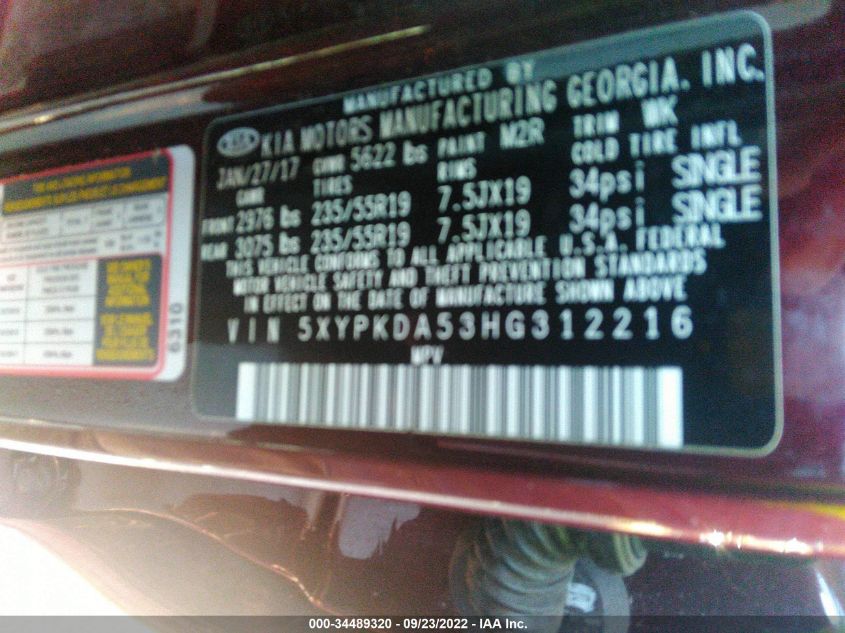 MANUFACTURED BY
KIA KIA MOTORS MANUFACTURING GEORGIA, INC.
JAN/27/17 GVWR 5622 lbs PAINT M2R TRIM WK
GAWR TIRES RIMS COLD TIRE INFL
FRONT 2976 lbs 235/55R19 7.5JX19 34psi SINGLE
REAR 3075 lbs 235/55R19 7.5JX19 34psi SINGLE
THIS VEHICLE CONFORMS TO ALL APPLICABLE U.S.A. FEDERAL
MOTOR VEHICLE SAFETY AND THEFT PREVENTION STANDARDS
IN EFFECT ON THE DATE OF MANUFACTURE SHOWN ABOVE
VIN 5XYPKDA53HG312216
MPV
6310
000-34489320 - 09/23/2022 - IAA Inc.